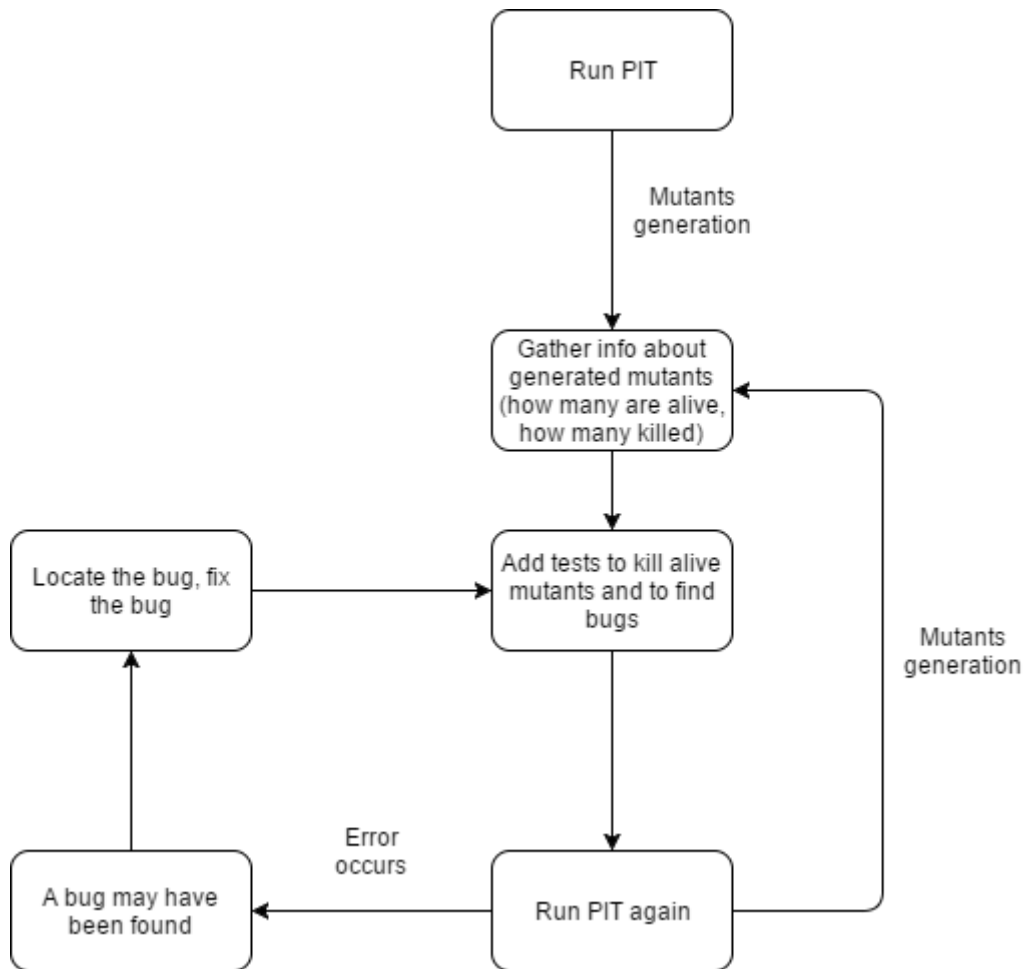 Run PIT
Mutants
generation
Gather info about
generated mutants
(how many are alive,
how many killed)
Locate the bug, fix
the bug
Add tests to kill alive
mutants and to find
bugs
Mutants
generation
Error
occurs
A bug may have
been found
Run PIT again